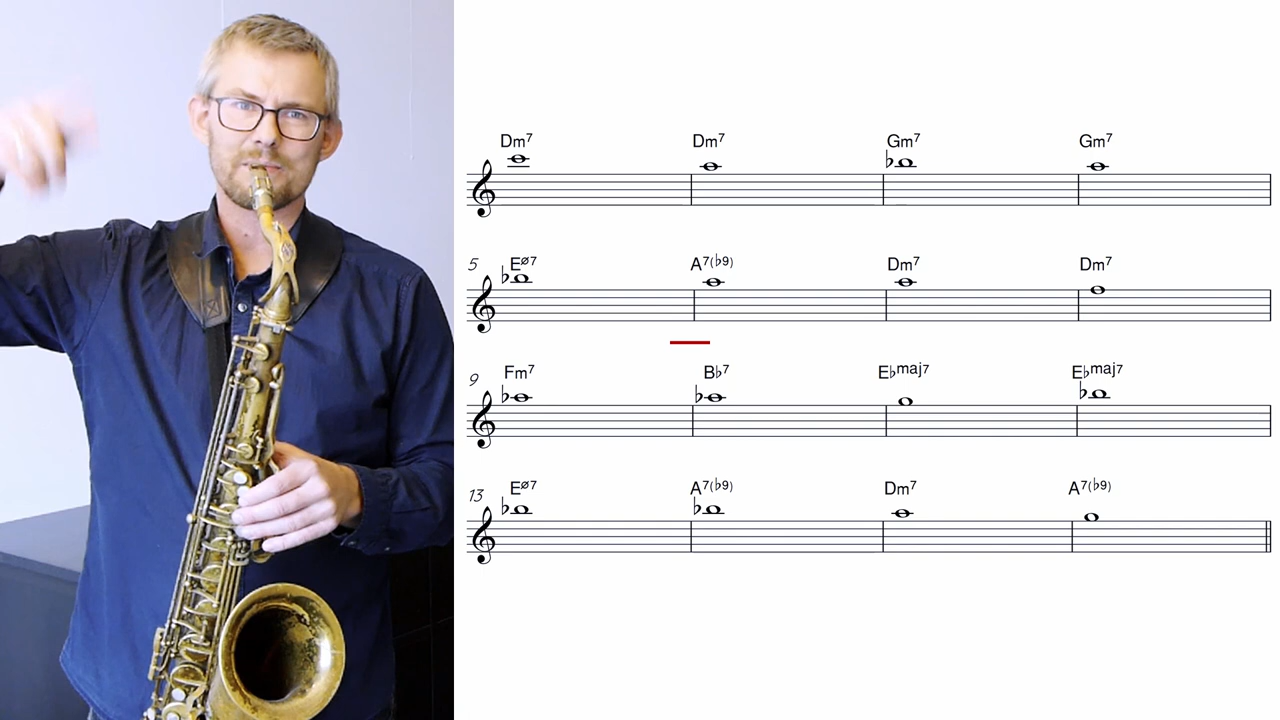 Dm7 Dm7 Gm7 Gm7
5 Eø7 A7(♭9) Dm7 Dm7
9 Fm7 B♭7 E♭maj7 E♭maj7
13 Eø7 A7(♭9) Dm7 A7(♭9)